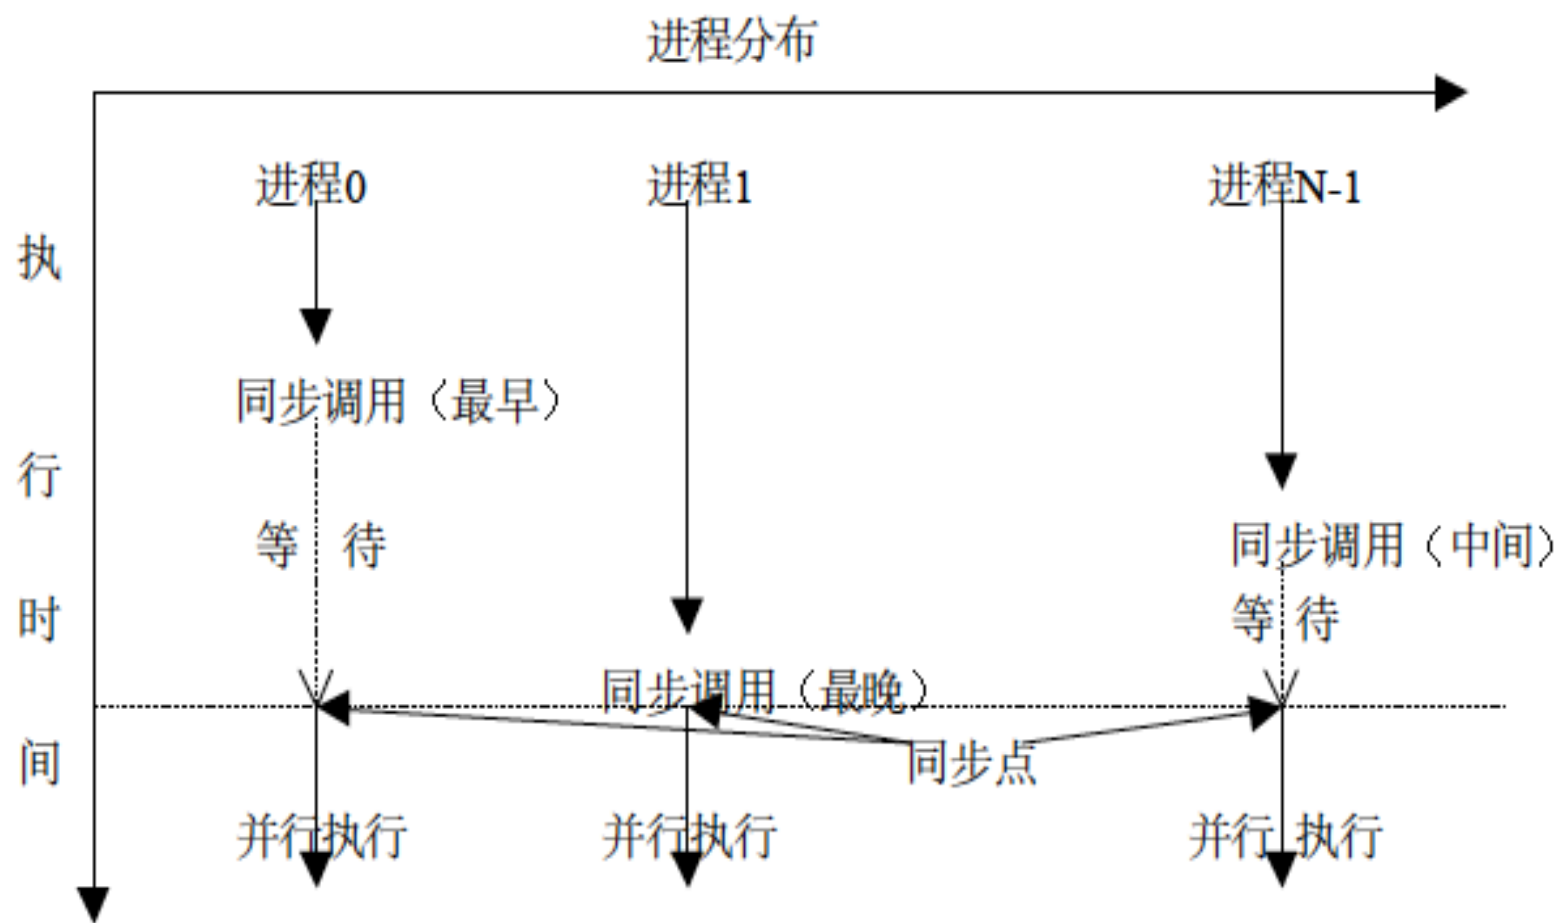 进程分布
进程0
进程1
进程N-1
执行时间
同步调用（最早）
等 待
同步调用（中间）
等 待
同步调用（最晚）
同步点
并行执行
并行执行
并行 执行